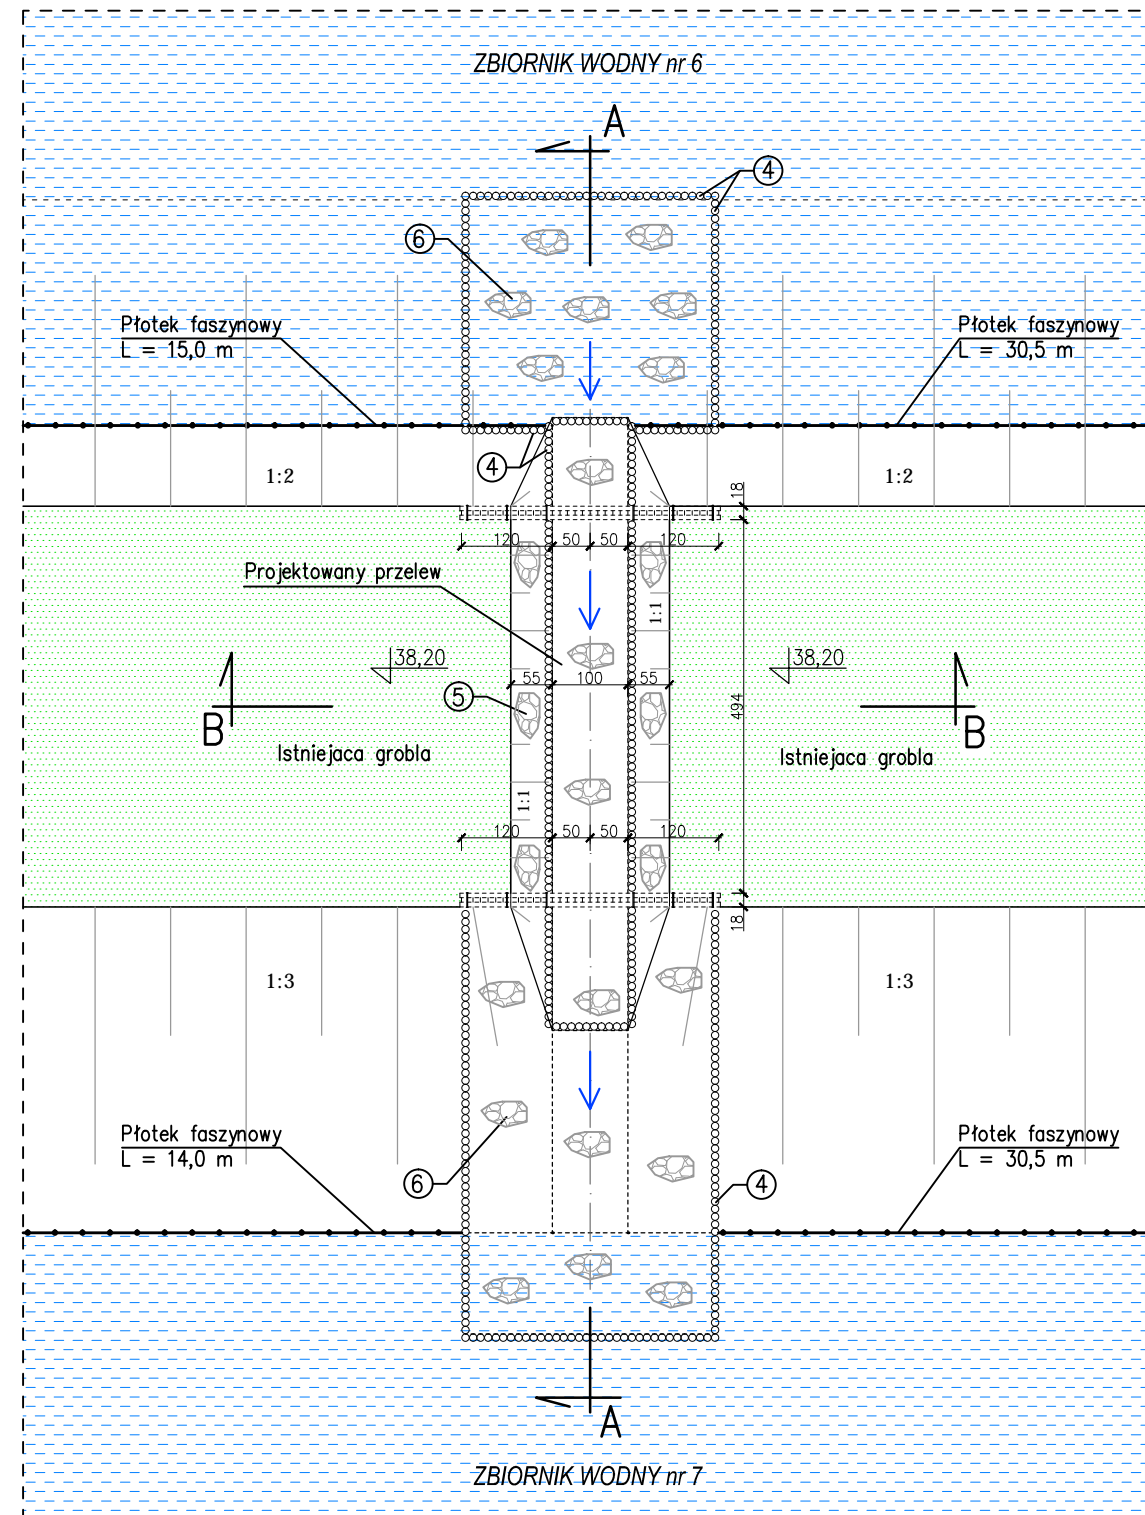 ZBIORNIK WODNY nr 6
A
4
6
Płotek faszynowy
L = 15,0 m
Płotek faszynowy
L = 30,5 m
4
1:2
1:2
18
120 50 50 120
Projektowany przelew
1:1
38,20
38,20
55 100 55
5
494
B
B
Istniejaca grobla
Istniejaca grobla
1:1
120 50 50 120
18
1:3
1:3
Płotek faszynowy
L = 14,0 m
Płotek faszynowy
L = 30,5 m
6
4
A
ZBIORNIK WODNY nr 7